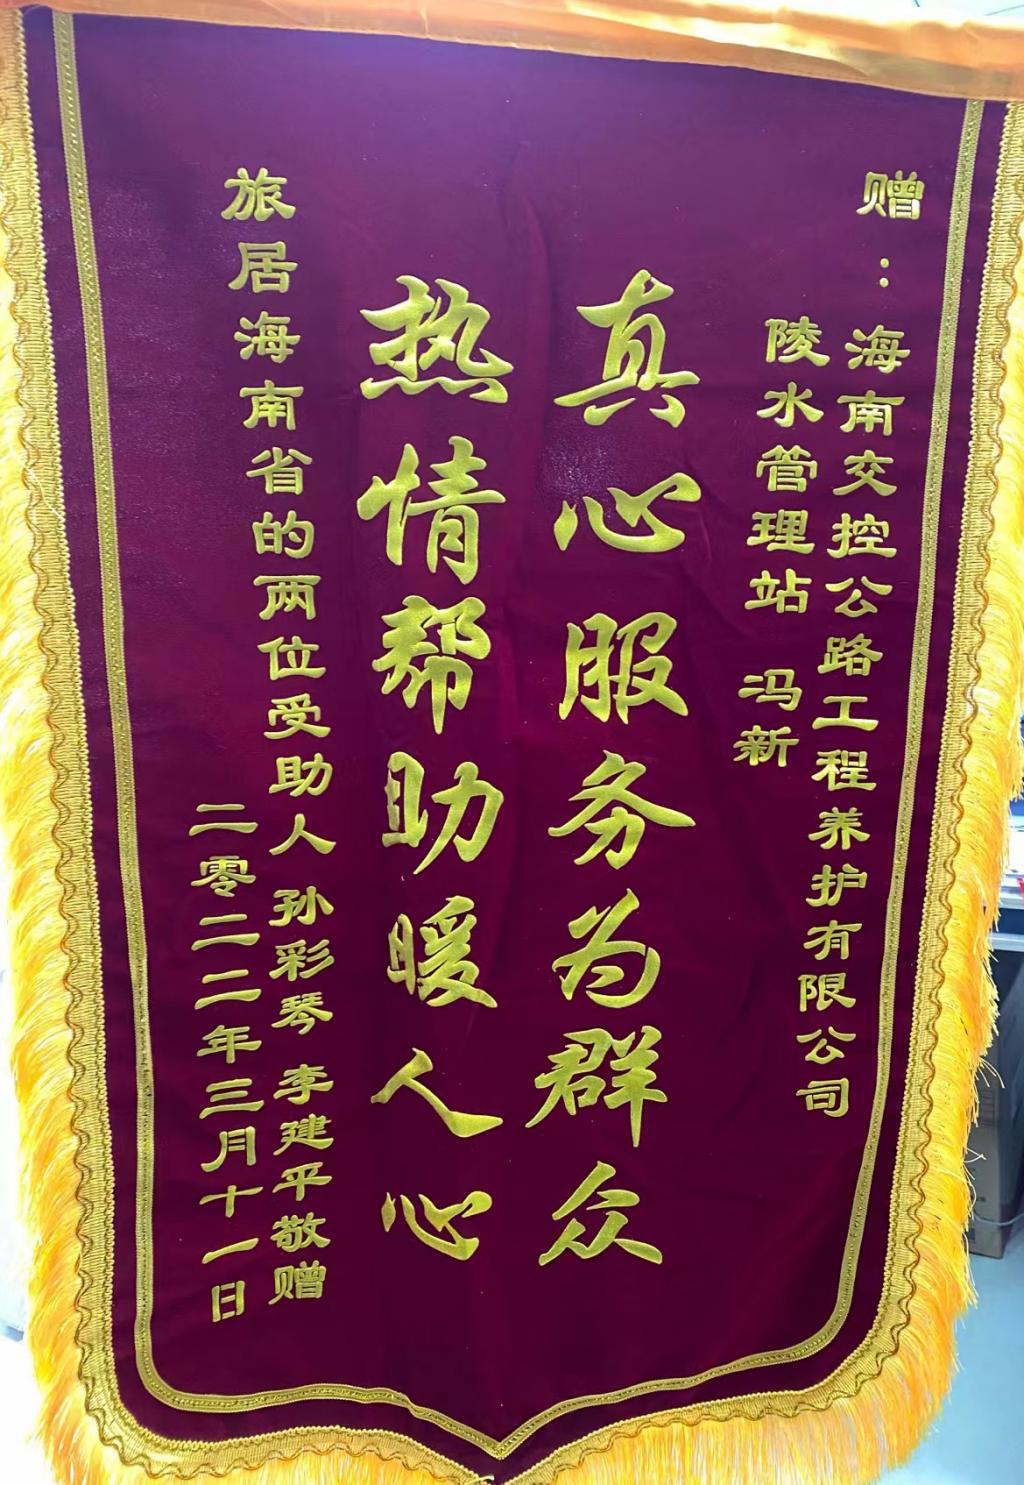 赠：海南交控公路工程养护有限公司
陵水管理站 冯新
真心服务为群众
热情帮助暖人心
旅居海南省的两位受助人 孙彩琴 李建平敬赠
二零二二年三月十一日